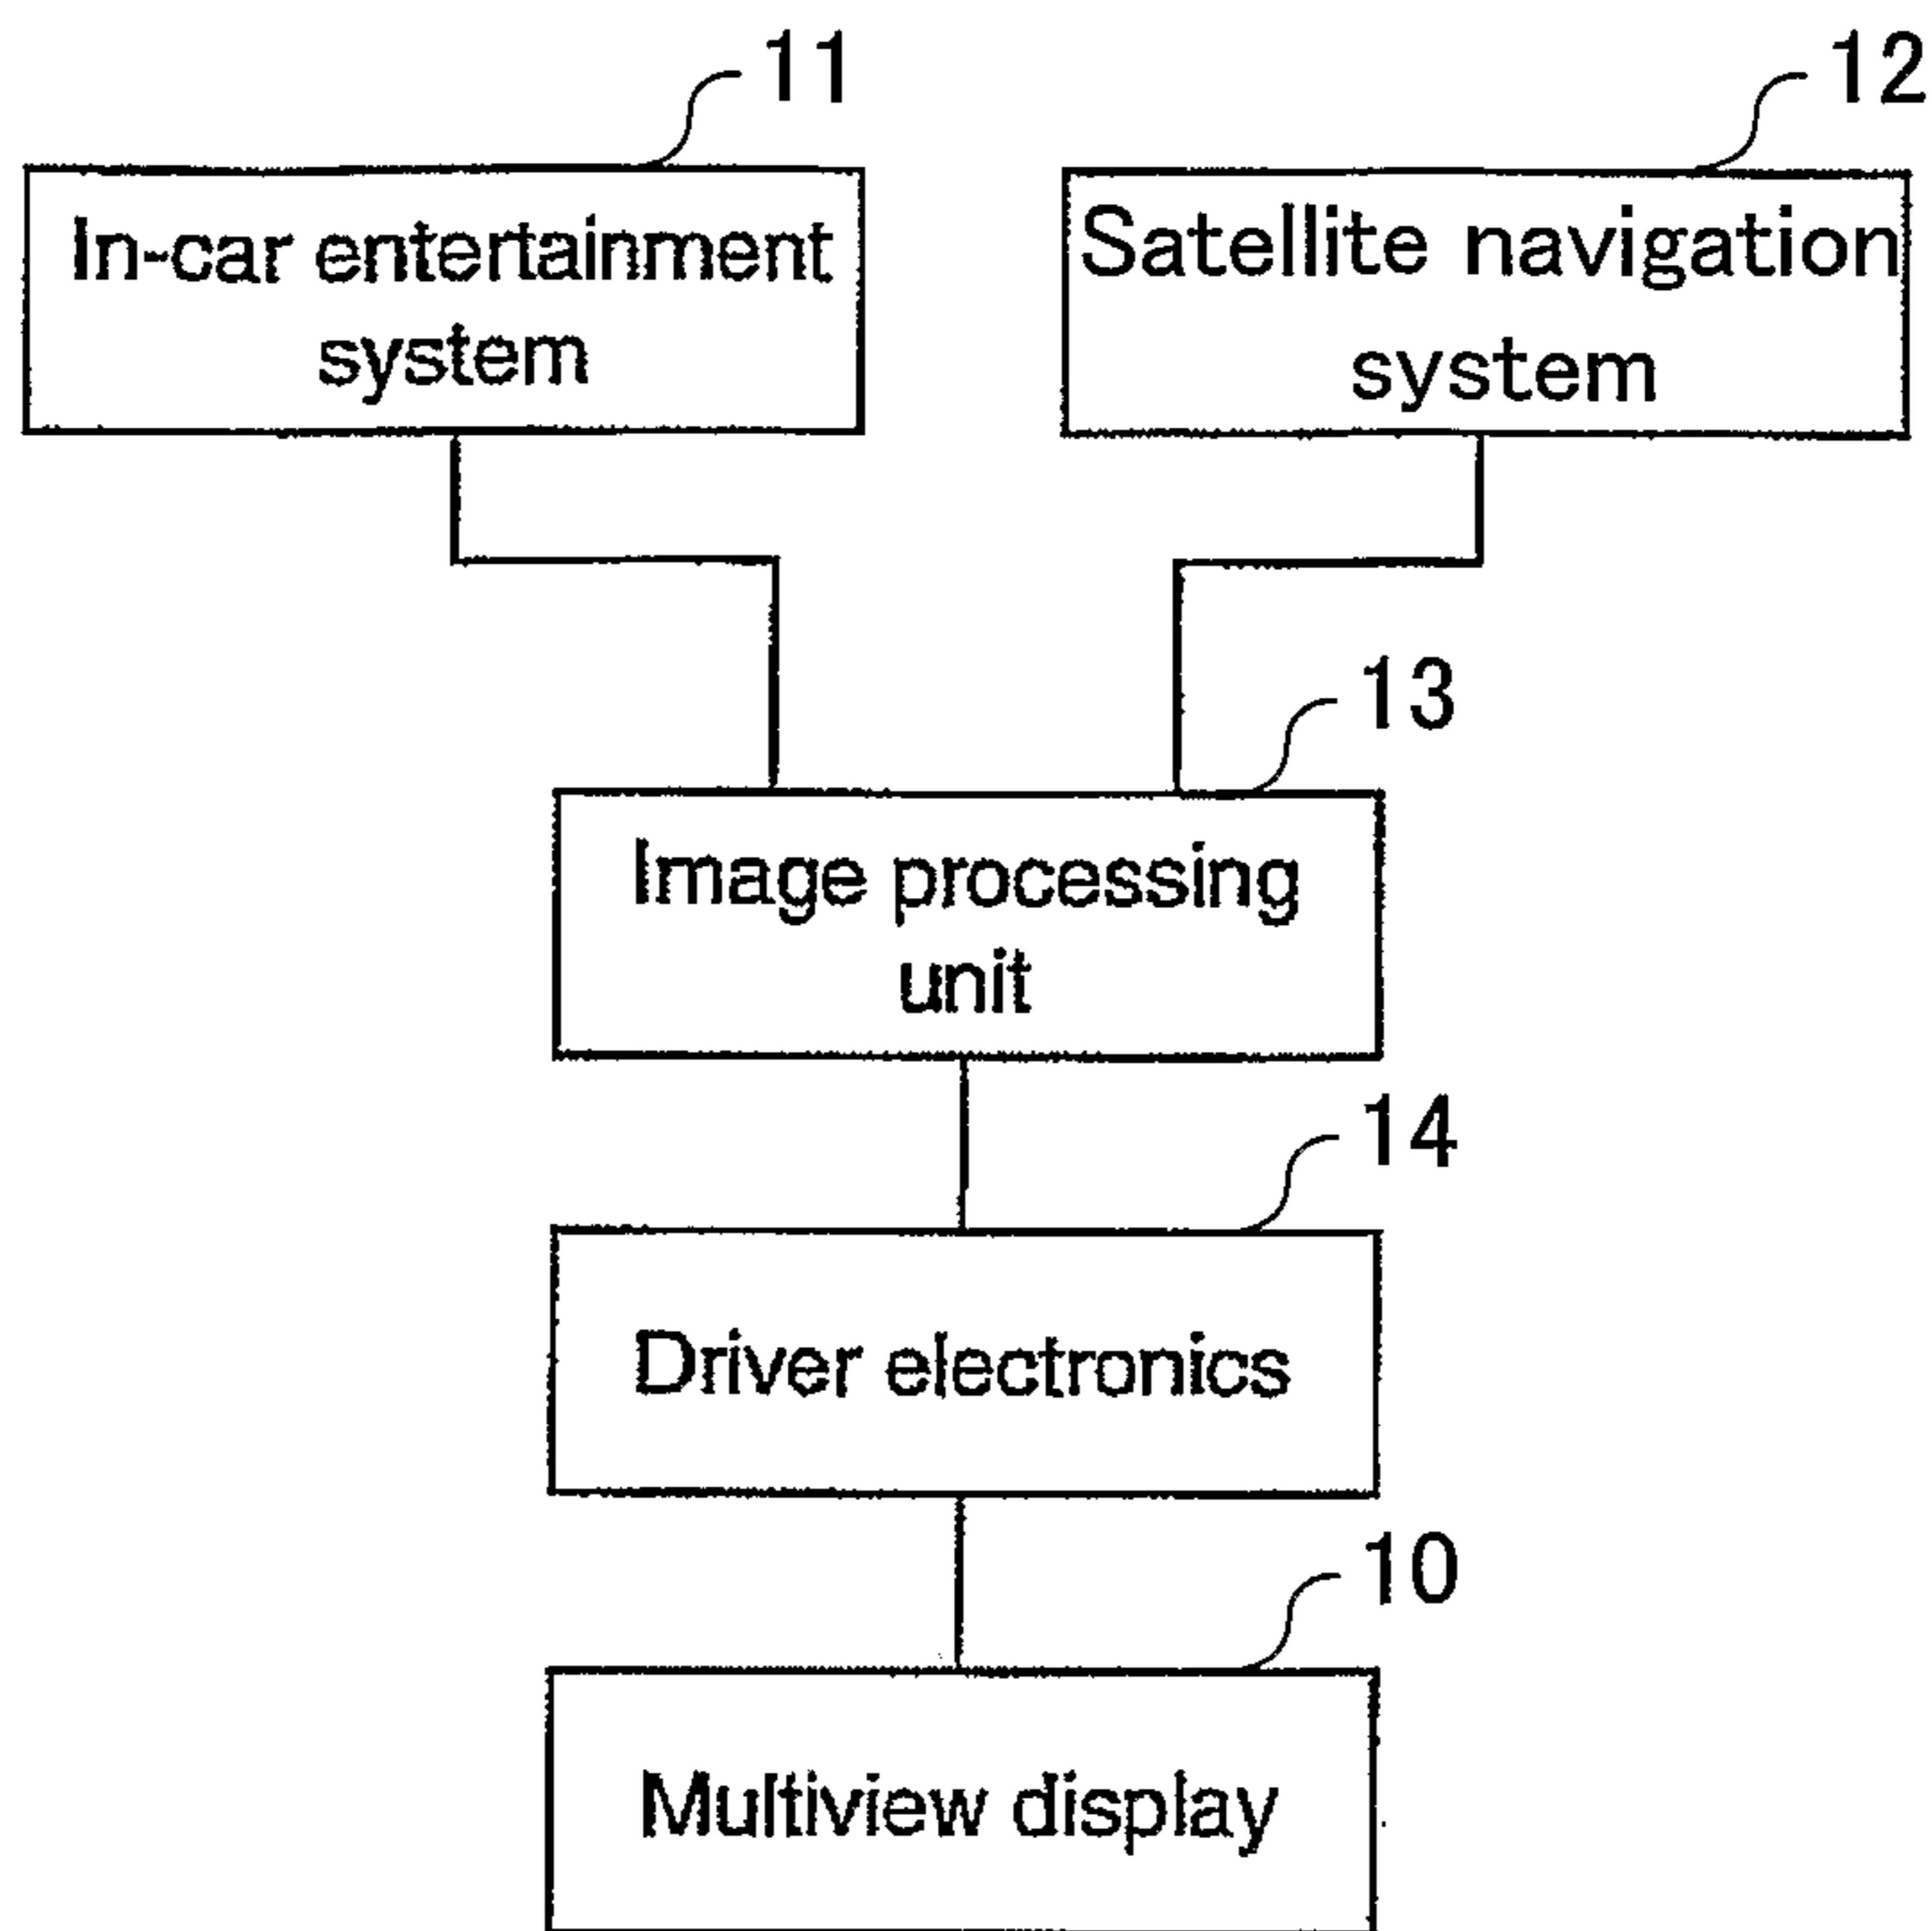 11
12
In-car entertainment
system
Satellite navigation
system
13
Image processing
unit
14
Driver electronics
10
Multiview display